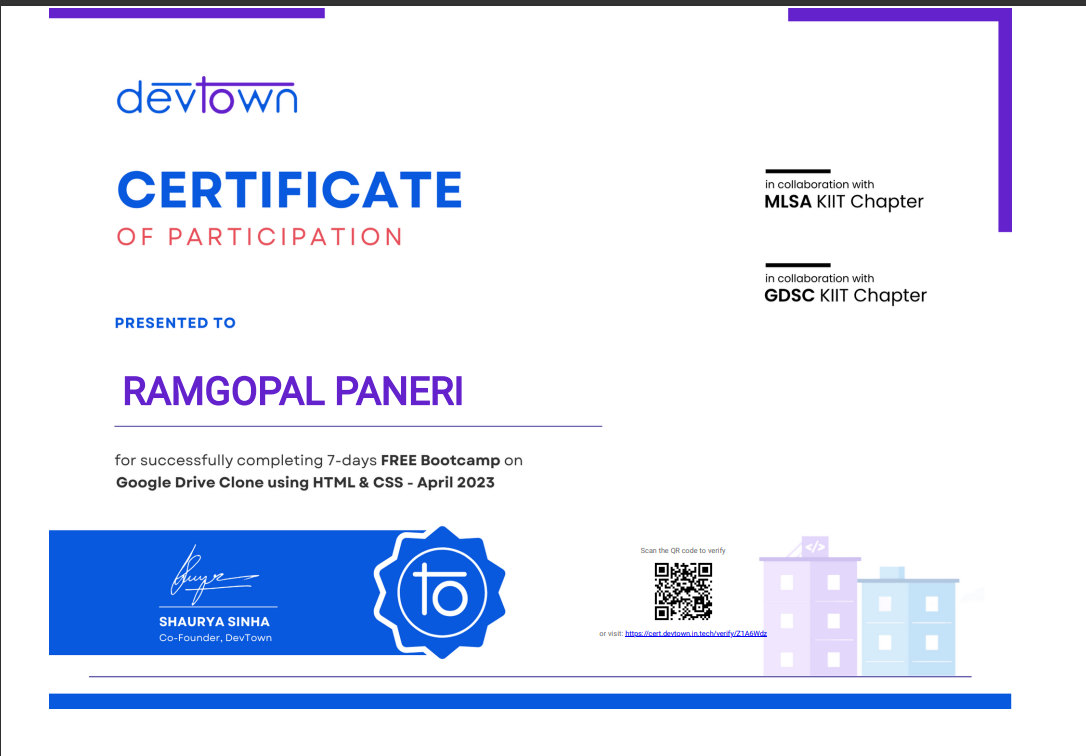 devtown
CERTIFICATE
OF PARTICIPATION
in collaboration with
MLSA KIIT Chapter
in collaboration with
GDSC KIIT Chapter
PRESENTED TO
RAMGOPAL PANERI
for successfully completing 7-days FREE Bootcamp on
Google Drive Clone using HTML & CSS - April 2023
SHAURYA SINHA
Co-Founder, DevTown
to
Scan the QR code to verify
or visit: https://cert.devtown.in.tech/verify/Z1A6Wdz
</>